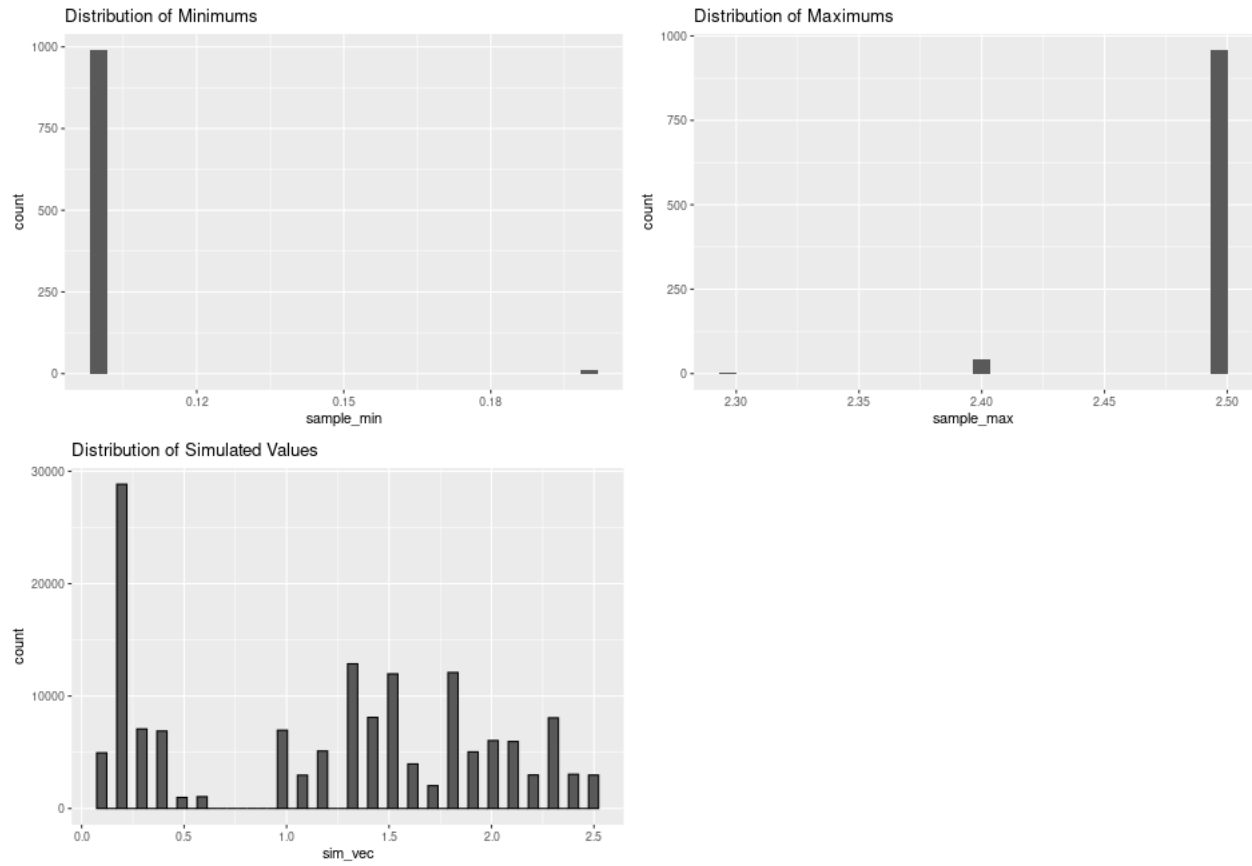 Distribution of Minimums
1000
750
500
250
0
count
0.12 0.15 0.18
sample_min
Distribution of Maximums
1000
750
500
250
0
count
2.30 2.35 2.40 2.45 2.50
sample_max
Distribution of Simulated Values
30000
20000
10000
0
count
0.0 0.5 1.0 1.5 2.0 2.5
sim_vec